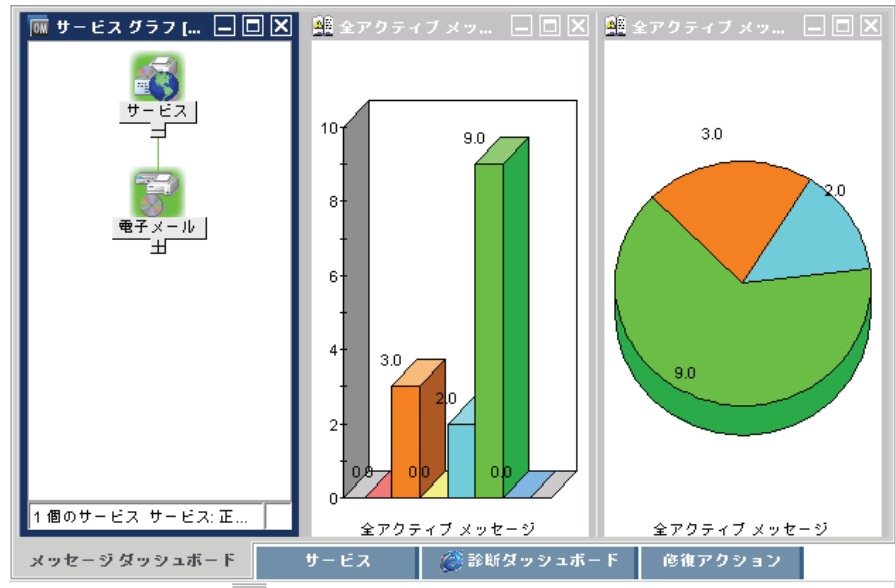 OM サービス グラフ [...
全アクティブ メッ...
全アクティブ メッ...
サービス
電子メール
1 個のサービス サービス: 正...
10
8
6
4
2
0
9.0
3.0
2.0
0.0
0.0
0.0
全アクティブ メッセージ
3.0
2.0
9.0
全アクティブ メッセージ
メッセージ ダッシュボード
サービス
診断ダッシュボード
修復アクション